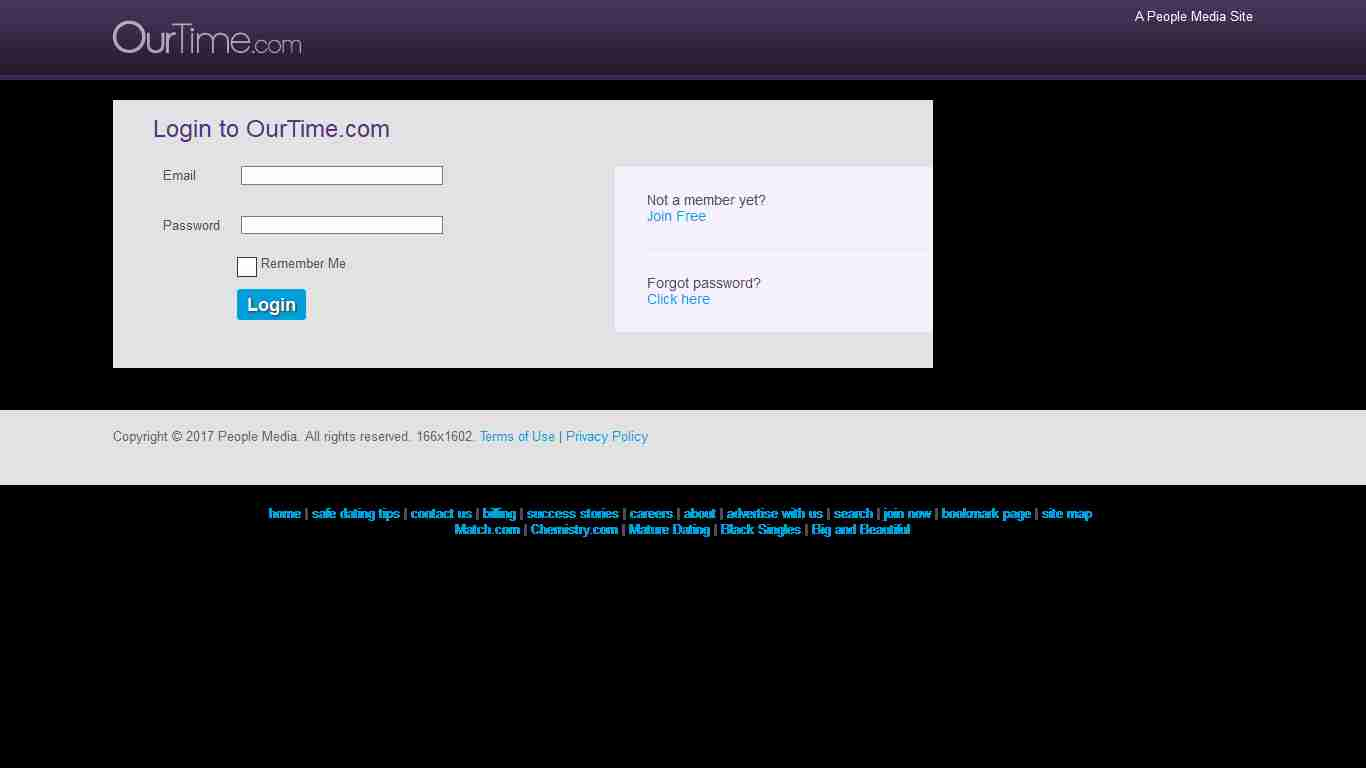 OurTime.com
A People Media Site
Login to OurTime.com
Email
Password
Remember Me
Login
Not a member yet?
Join Free
Forgot password?
Click here
Copyright © 2017 People Media. All rights reserved. 166x1602. Terms of Use | Privacy Policy
home | safe dating tips | contact us | billing | success stories | careers | about | advertise with us | search | join now | bookmark page | site map
Match.com | Chemistry.com | Mature Dating | Black Singles | Big and Beautiful